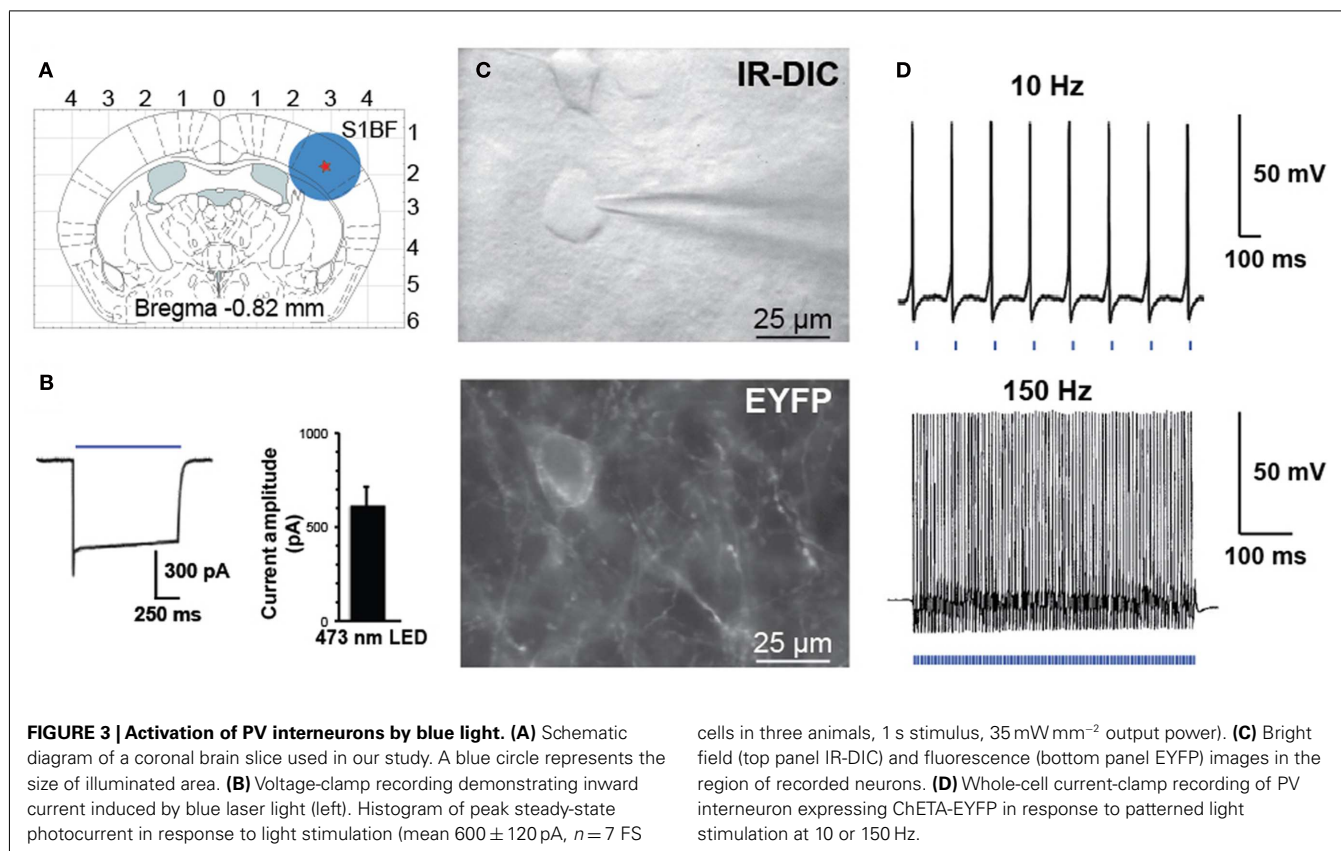 A
4 3 2 1 0 1 2 3 4
S1BF
1
2
3
4
5
6
Bregma -0.82 mm
B
300 pA
250 ms
Current amplitude
(pA)
1000
500
0
473 nm LED
C
IR-DIC
25 µm
EYFP
25 µm
D
10 Hz
50 mV
100 ms
150 Hz
50 mV
100 ms
FIGURE 3 | Activation of PV interneurons by blue light. (A) Schematic
diagram of a coronal brain slice used in our study. A blue circle represents the
size of illuminated area. (B) Voltage-clamp recording demonstrating inward
current induced by blue laser light (left). Histogram of peak steady-state
photocurrent in response to light stimulation (mean 600 ± 120 pA, n = 7 FS
cells in three animals, 1 s stimulus, 35 mW mm⁻² output power). (C) Bright
field (top panel IR-DIC) and fluorescence (bottom panel EYFP) images in the
region of recorded neurons. (D) Whole-cell current-clamp recording of PV
interneuron expressing ChETA-EYFP in response to patterned light
stimulation at 10 or 150 Hz.